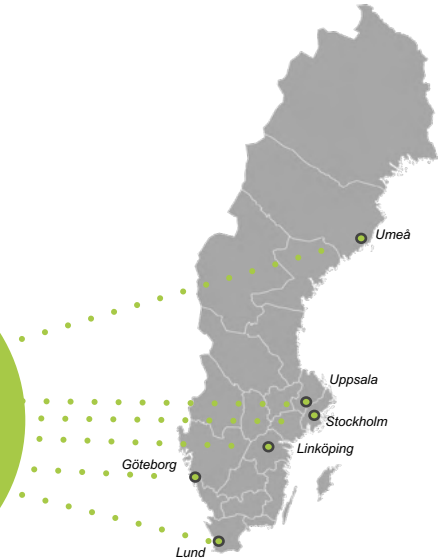 Umeå
Uppsala
Stockholm
Linköping
Göteborg
Lund